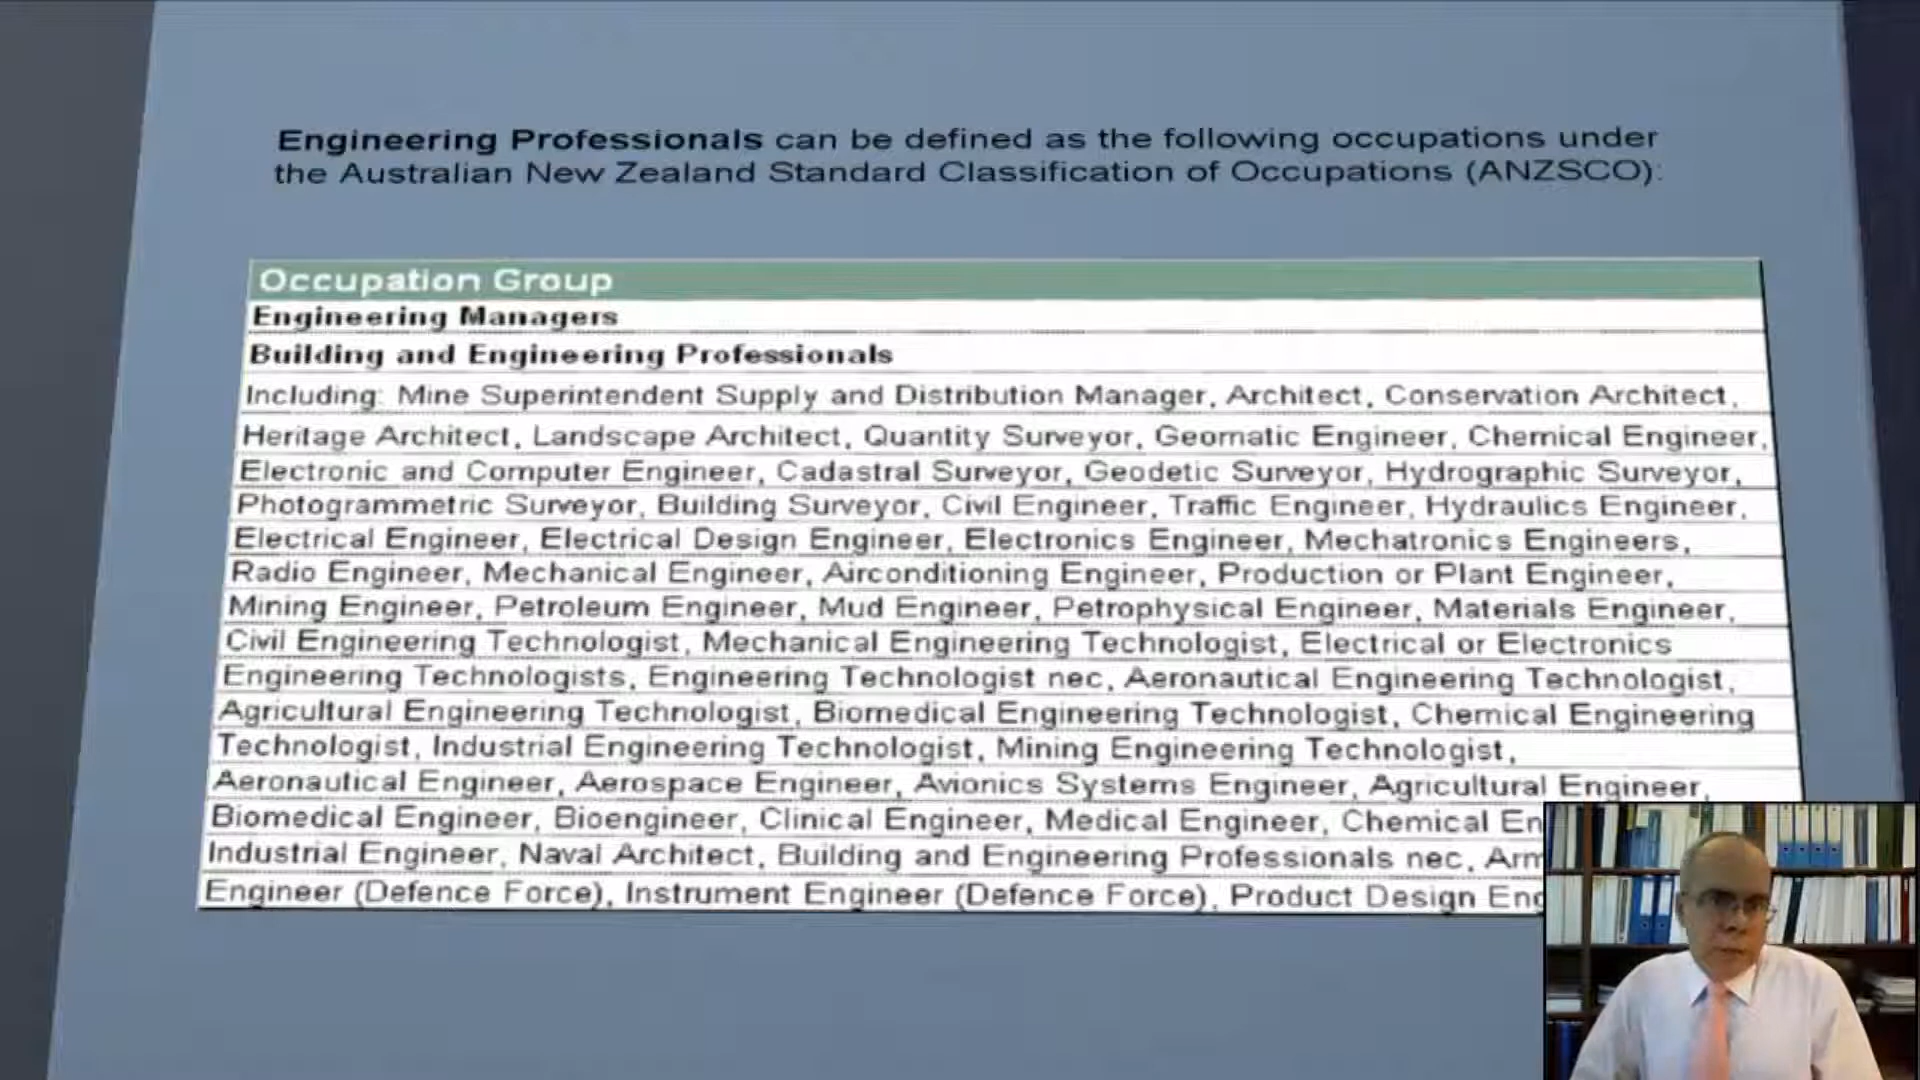 Engineering Professionals can be defined as the following occupations under
the Australian New Zealand Standard Classification of Occupations (ANZSCO):
Occupation Group
Engineering Managers
Building and Engineering Professionals
Including: Mine Superintendent Supply and Distribution Manager, Architect, Conservation Architect,
Heritage Architect, Landscape Architect, Quantity Surveyor, Geomatic Engineer, Chemical Engineer,
Electronic and Computer Engineer, Cadastral Surveyor, Geodetic Surveyor, Hydrographic Surveyor,
Photogrammetric Surveyor, Building Surveyor, Civil Engineer, Traffic Engineer, Hydraulics Engineer,
Electrical Engineer, Electrical Design Engineer, Electronics Engineer, Mechatronics Engineers,
Radio Engineer, Mechanical Engineer, Airconditioning Engineer, Production or Plant Engineer,
Mining Engineer, Petroleum Engineer, Mud Engineer, Petrophysical Engineer, Materials Engineer,
Civil Engineering Technologist, Mechanical Engineering Technologist, Electrical or Electronics
Engineering Technologists, Engineering Technologist nec, Aeronautical Engineering Technologist,
Agricultural Engineering Technologist, Biomedical Engineering Technologist, Chemical Engineering
Technologist, Industrial Engineering Technologist, Mining Engineering Technologist,
Aeronautical Engineer, Aerospace Engineer, Avionics Systems Engineer, Agricultural Engineer,
Biomedical Engineer, Bioengineer, Clinical Engineer, Medical Engineer, Chemical En
Industrial Engineer, Naval Architect, Building and Engineering Professionals nec, Arm
Engineer (Defence Force), Instrument Engineer (Defence Force), Product Design Eng